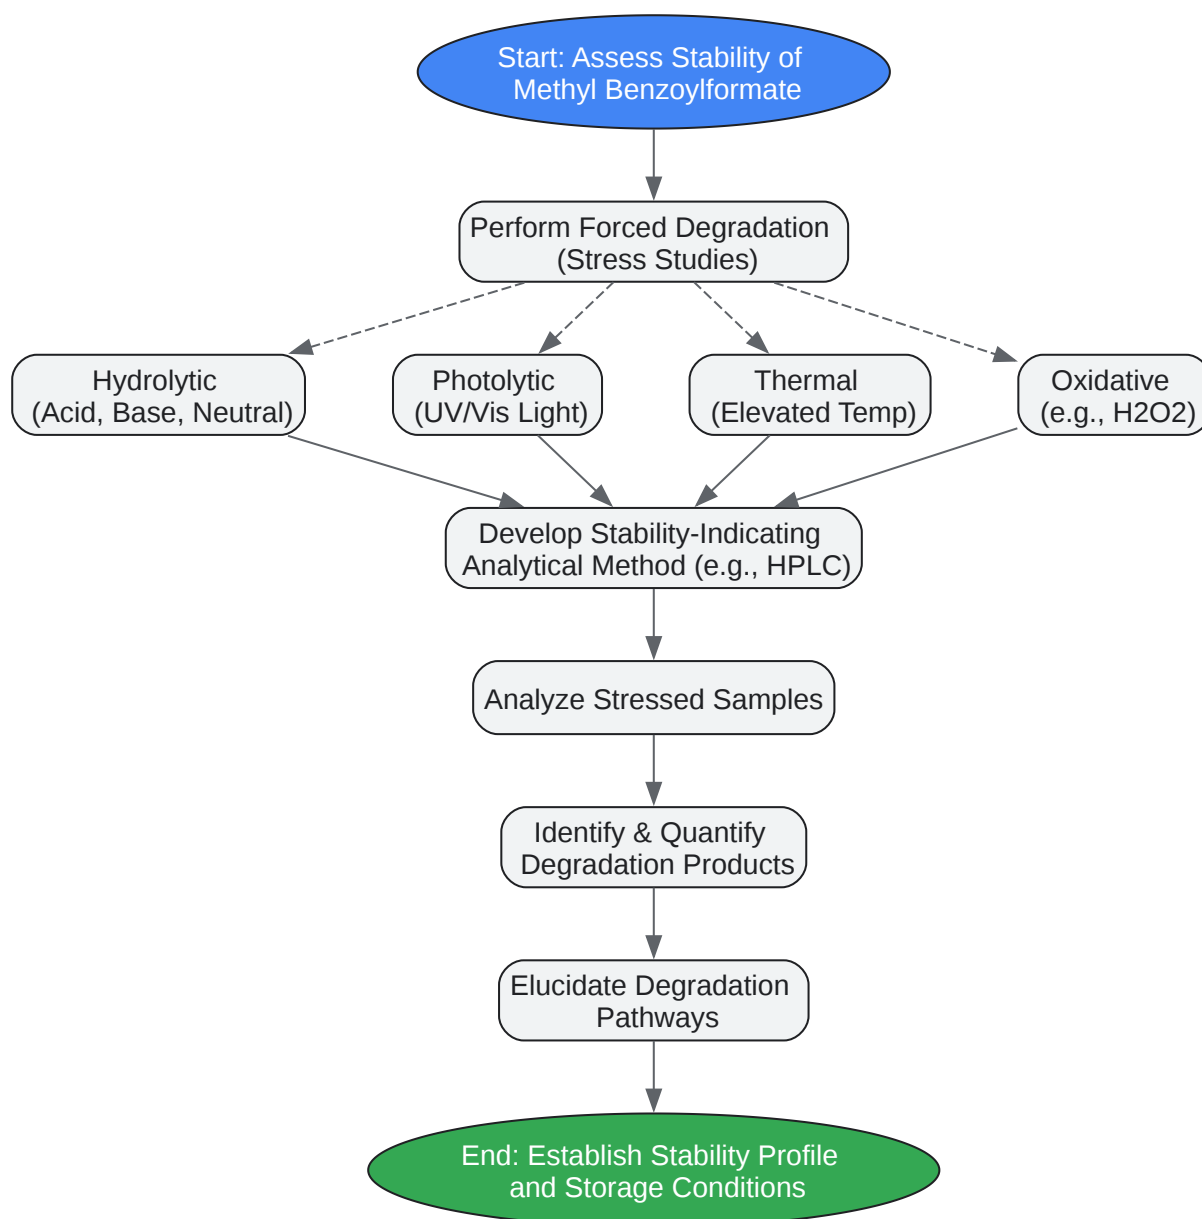 Start: Assess Stability of
Methyl Benzoylformate
Perform Forced Degradation
(Stress Studies)
Hydrolytic
(Acid, Base, Neutral)
Photolytic
(UV/Vis Light)
Thermal
(Elevated Temp)
Oxidative
(e.g., H2O2)
Develop Stability-Indicating
Analytical Method (e.g., HPLC)
Analyze Stressed Samples
Identify & Quantify
Degradation Products
Elucidate Degradation
Pathways
End: Establish Stability Profile
and Storage Conditions